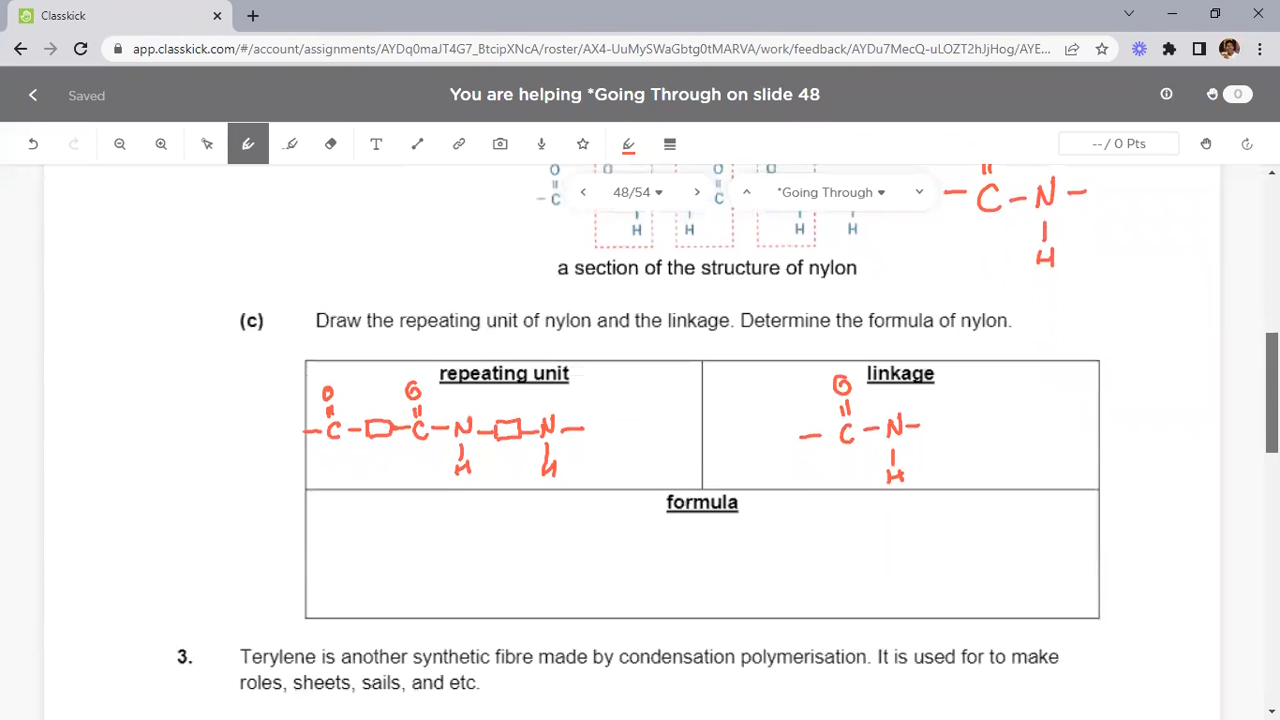 Classkick
app.classkick.com/#/account/assignments/AYDq0maJT4G7_BtcipXNcA/roster/AX4-UuMySWaGbtg0tMARVA/work/feedback/AYDu7MecQ-uLOZT2hJjHog/AYE...
Saved
You are helping *Going Through on slide 48
0
T
-- / 0 Pts
O O O O
48/54
*Going Through
– C C
– C – N –
H H H H
H
a section of the structure of nylon
(c) Draw the repeating unit of nylon and the linkage. Determine the formula of nylon.
repeating unit
linkage
O O
O
– C – □ – C – N – □ – N –
– C – N –
H H
H
formula
3. Terylene is another synthetic fibre made by condensation polymerisation. It is used for to make
roles, sheets, sails, and etc.